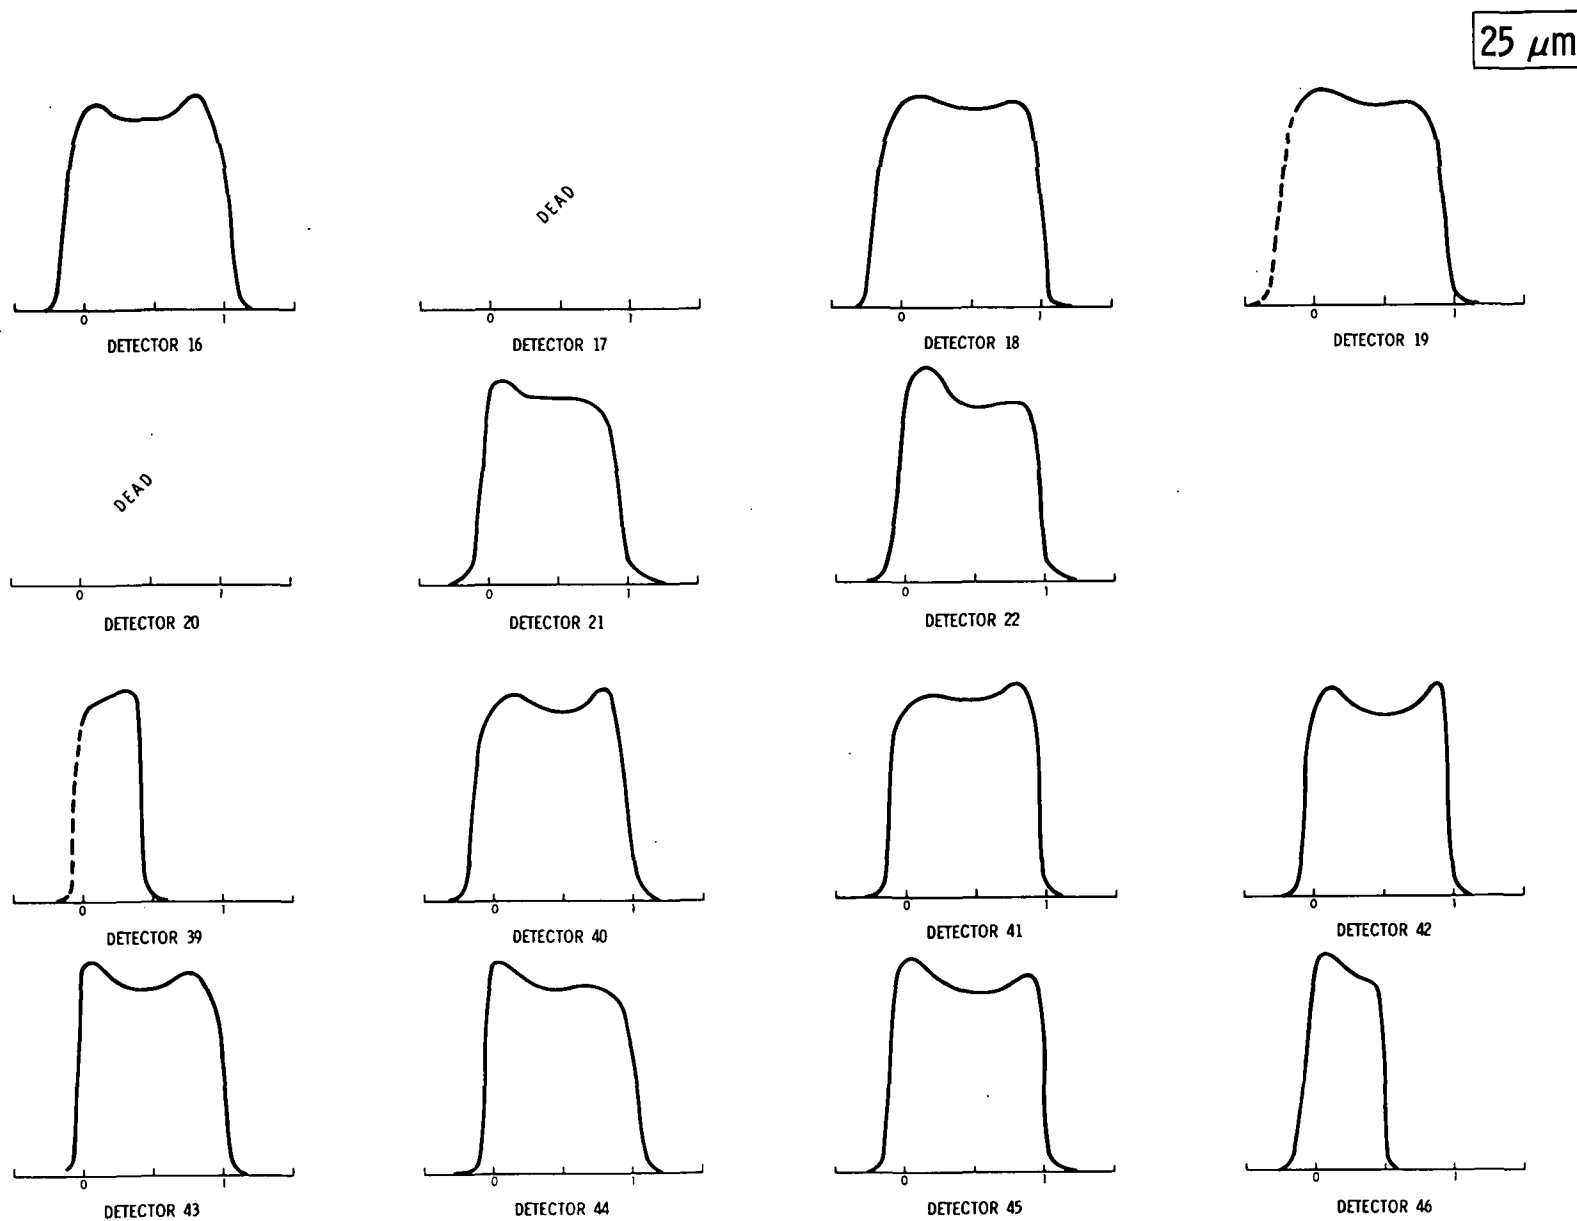 25 μm
0 1
DETECTOR 16
DEAD
0 1
DETECTOR 17
0 1
DETECTOR 18
0 1
DETECTOR 19
DEAD
0 1
DETECTOR 20
0 1
DETECTOR 21
0 1
DETECTOR 22
0 1
DETECTOR 39
0 1
DETECTOR 40
0 1
DETECTOR 41
0 1
DETECTOR 42
0 1
DETECTOR 43
0 1
DETECTOR 44
0 1
DETECTOR 45
0 1
DETECTOR 46